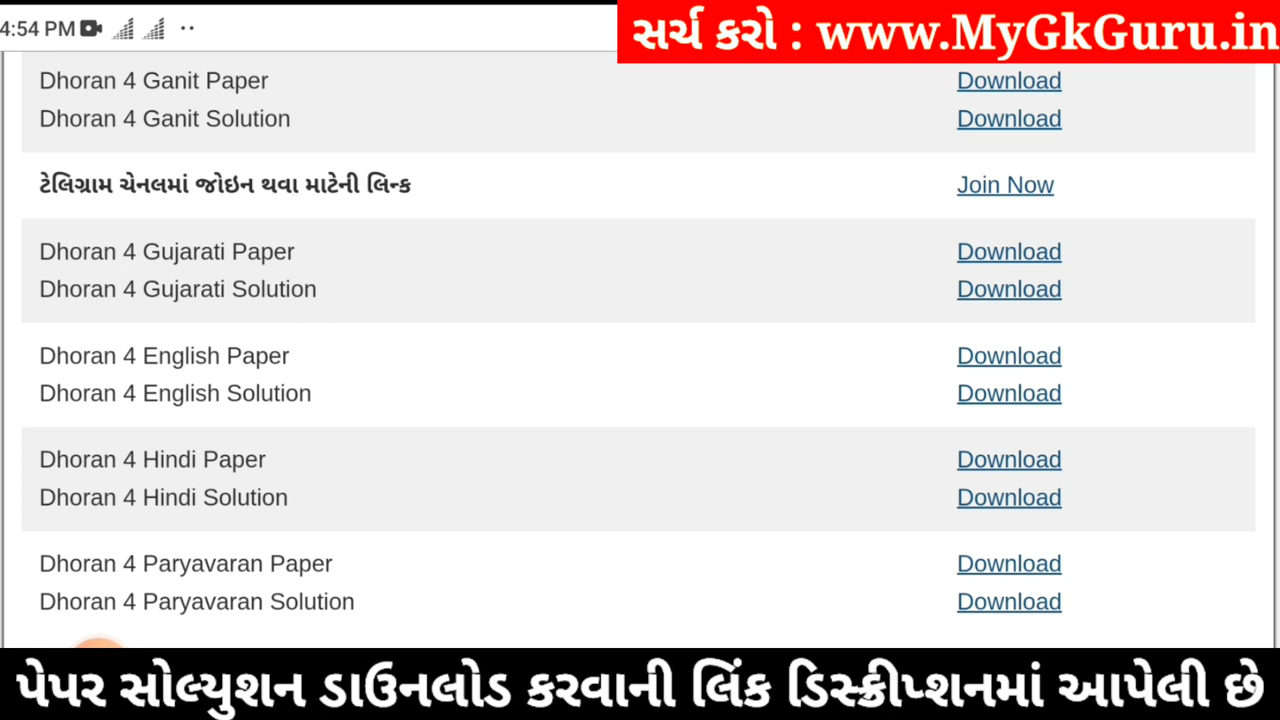 4:54 PM
સર્ચ કરો : www.MyGkGuru.in
Dhoran 4 Ganit Paper Download
Dhoran 4 Ganit Solution Download
ટેલિગ્રામ ચેનલમાં જોઇન થવા માટેની લિન્ક Join Now
Dhoran 4 Gujarati Paper Download
Dhoran 4 Gujarati Solution Download
Dhoran 4 English Paper Download
Dhoran 4 English Solution Download
Dhoran 4 Hindi Paper Download
Dhoran 4 Hindi Solution Download
Dhoran 4 Paryavaran Paper Download
Dhoran 4 Paryavaran Solution Download
પેપર સોલ્યુશન ડાઉનલોડ કરવાની લિંક ડિસ્ક્રીપ્શનમાં આપેલી છે